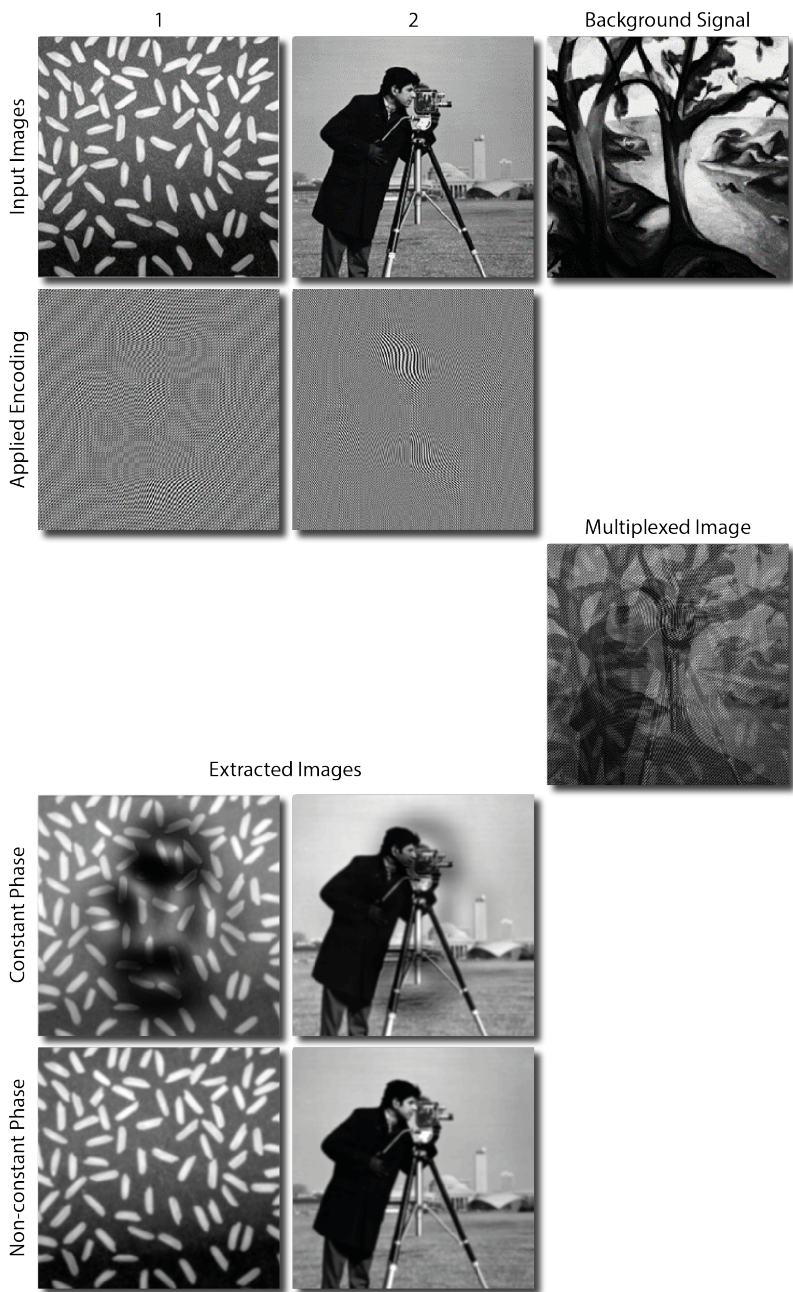 1
2
Background Signal
Input Images
Applied Encoding
Multiplexed Image
Extracted Images
Constant Phase
Non-constant Phase